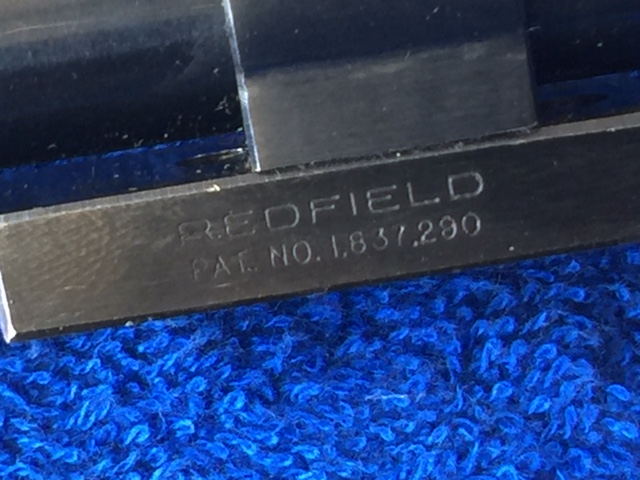 REDFIELD
PAT. NO. 1,837,290